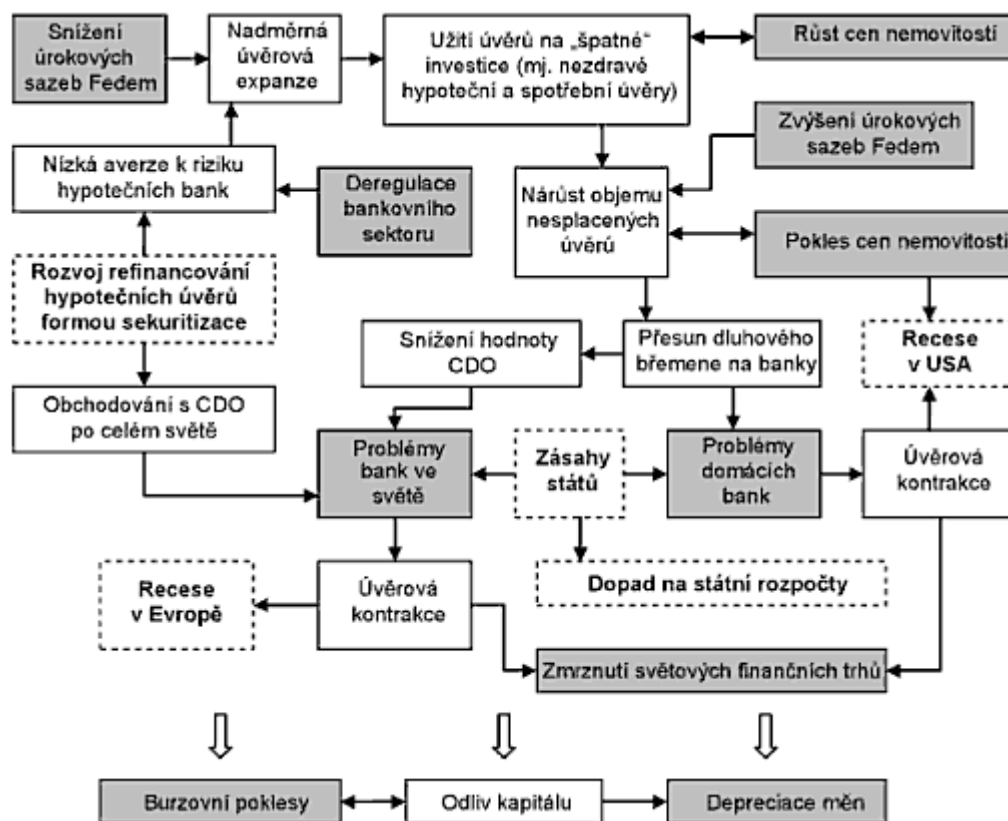 Snížení
úrokových
sazeb Fedem
Nadměrná
úvěrová
expanze
Užití úvěrů na „špatné“
investice (mj. nezdravé
hypoteční a spotřební úvěry)
Růst cen nemovitostí
Zvýšení úrokových
sazeb Fedem
Nízká averze k riziku
hypotečních bank
Deregulace
bankovního
sektoru
Nárůst objemu
nesplacených
úvěrů
Pokles cen nemovitostí
Rozvoj refinancování
hypotečních úvěrů
formou sekuritizace
Snížení hodnoty
CDO
Přesun dluhového
břemene na banky
Recese
v USA
Obchodování s CDO
po celém světě
Problémy
bank ve
světě
Zásahy
států
Problémy
domácích
bank
Úvěrová
kontrakce
Recese
v Evropě
Úvěrová
kontrakce
Dopad na státní rozpočty
Zmrznutí světových finančních trhů
Burzovní poklesy
Odliv kapitálu
Depreciace měn